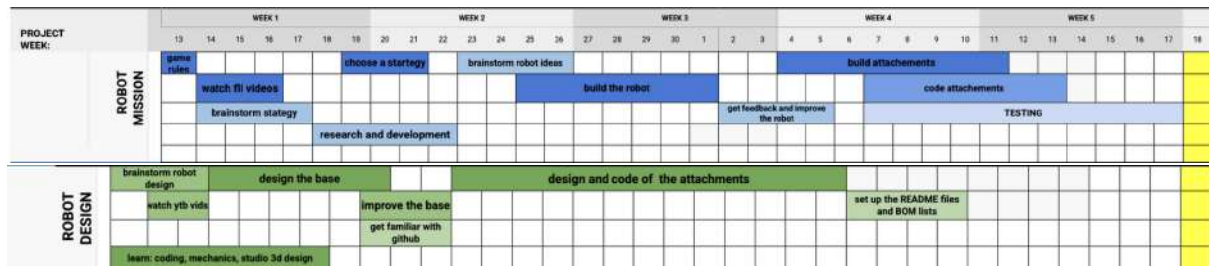 WEEK 1 WEEK 2 WEEK 3 WEEK 4 WEEK 5
PROJECT
WEEK:
13 14 15 16 17 18 19 20 21 22 23 24 25 26 27 28 29 30 1 2 3 4 5 6 7 8 9 10 11 12 13 14 15 16 17 18
ROBOT
MISSION
game
rules
choose a startegy
brainstorm robot ideas
build attachements
watch fll videos
build the robot
code attachements
brainstorm stategy
get feedback and improve
the robot
TESTING
research and development
ROBOT
DESIGN
brainstorm robot
design
design the base
design and code of the attachments
watch ytb vids
improve the base
set up the README files
and BOM lists
get familiar with
github
learn: coding, mechanics, studio 3d design